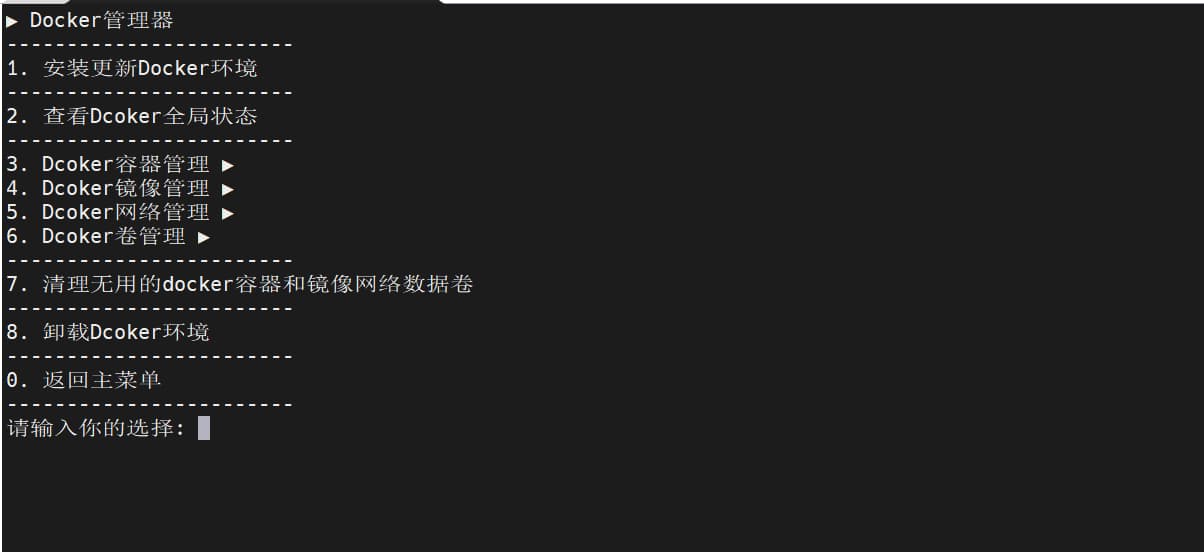 ▶ Docker管理器
------------------------
1. 安装更新Docker环境
------------------------
2. 查看Dcoker全局状态
------------------------
3. Dcoker容器管理 ▶
4. Dcoker镜像管理 ▶
5. Dcoker网络管理 ▶
6. Dcoker卷管理 ▶
------------------------
7. 清理无用的docker容器和镜像网络数据卷
------------------------
8. 卸载Dcoker环境
------------------------
0. 返回主菜单
------------------------
请输入你的选择: